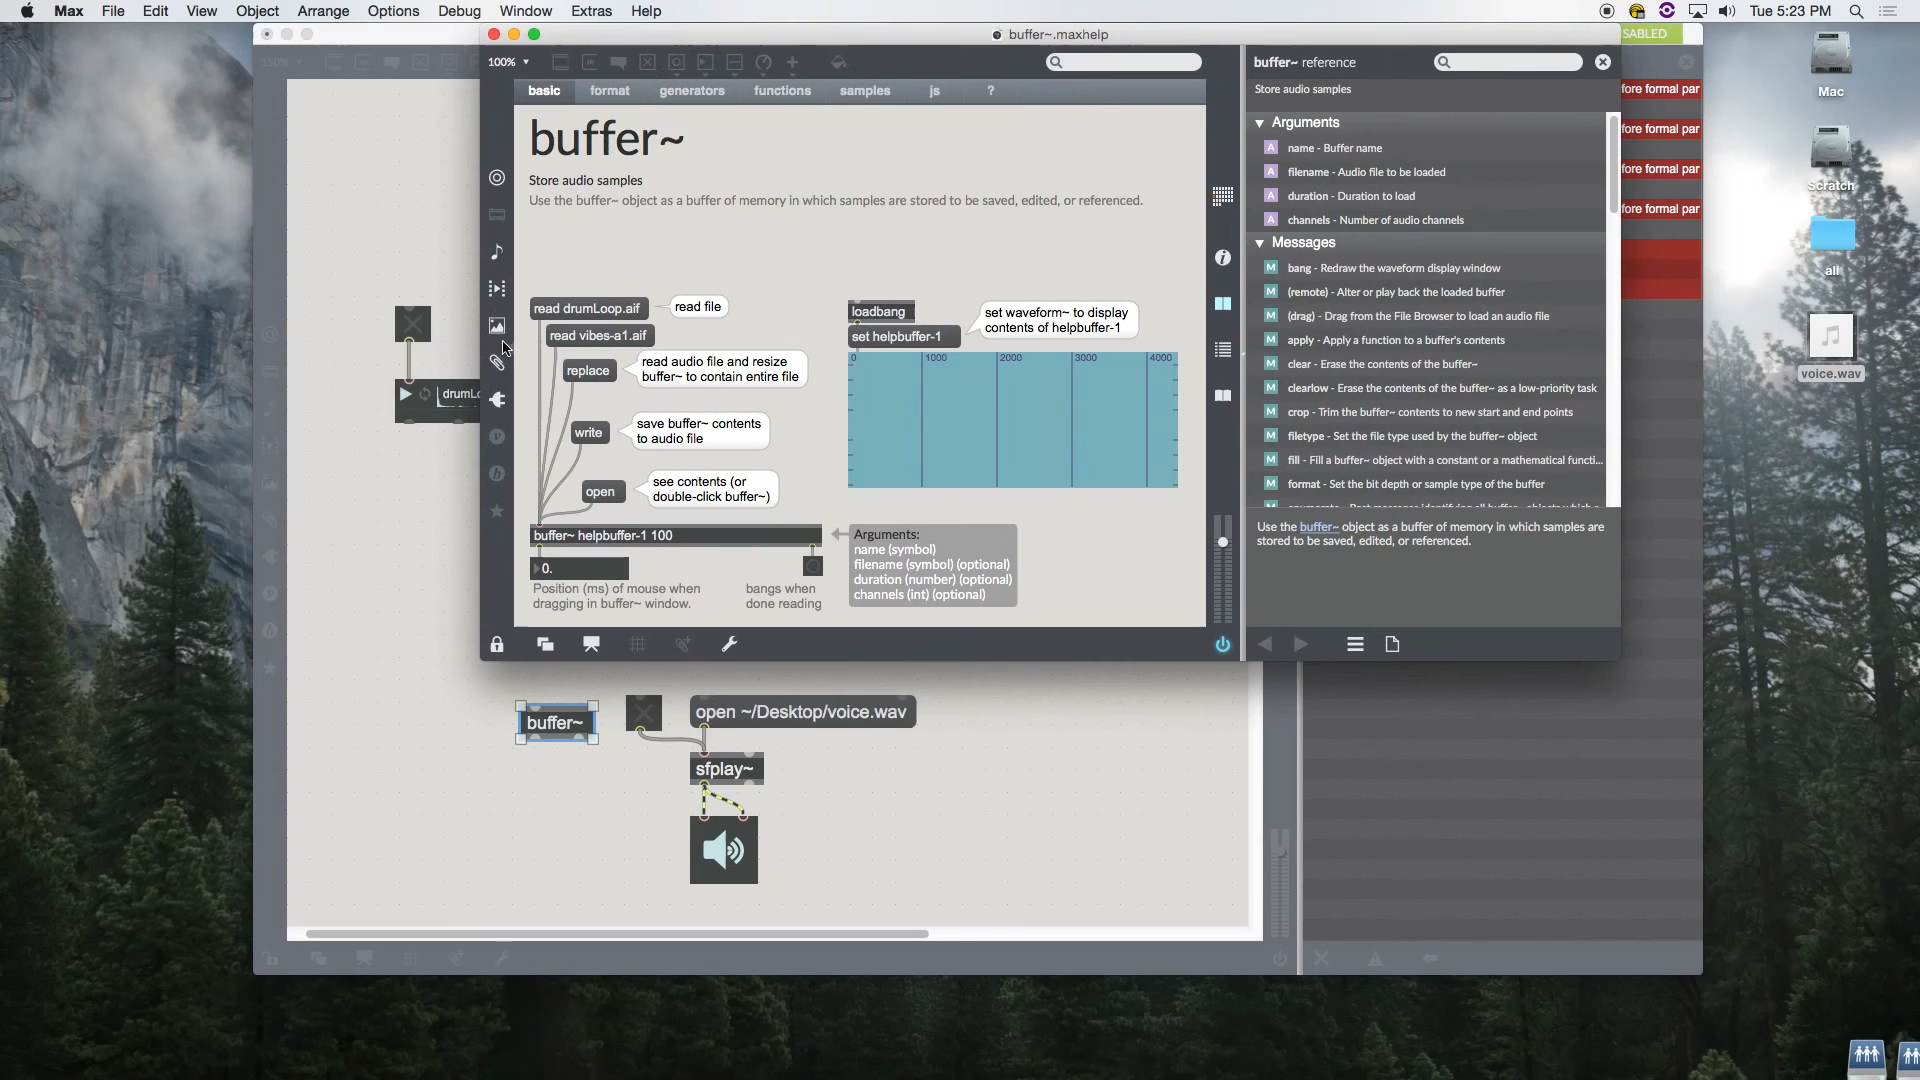 Max File Edit View Object Arrange Options Debug Window Extras Help
Tue 5:23 PM
buffer~.maxhelp
SABLED
100%
buffer~ reference
Store audio samples
basic format generators functions samples js ?
buffer~
Store audio samples
Use the buffer~ object as a buffer of memory in which samples are stored to be saved, edited, or referenced.
read drumLoop.aif
read file
read vibes-a1.aif
replace
read audio file and resize
buffer~ to contain entire file
write
save buffer~ contents
to audio file
open
see contents (or
double-click buffer~)
buffer~ helpbuffer-1 100
0.
Position (ms) of mouse when
dragging in buffer~ window.
bangs when
done reading
loadbang
set helpbuffer-1
set waveform~ to display
contents of helpbuffer-1
0 1000 2000 3000 4000
Arguments:
name (symbol)
filename (symbol) (optional)
duration (number) (optional)
channels (int) (optional)
Arguments
A name - Buffer name
A filename - Audio file to be loaded
A duration - Duration to load
A channels - Number of audio channels
Messages
M bang - Redraw the waveform display window
M (remote) - Alter or play back the loaded buffer
M (drag) - Drag from the File Browser to load an audio file
M apply - Apply a function to a buffer's contents
M clear - Erase the contents of the buffer~
M clearlow - Erase the contents of the buffer~ as a low-priority task
M crop - Trim the buffer~ contents to new start and end points
M filetype - Set the file type used by the buffer~ object
M fill - Fill a buffer~ object with a constant or a mathematical functi...
M format - Set the bit depth or sample type of the buffer
Use the buffer~ object as a buffer of memory in which samples are
stored to be saved, edited, or referenced.
fore formal par
fore formal par
fore formal par
fore formal par
Mac
Scratch
all
voice.wav
drumLo
buffer~
open ~/Desktop/voice.wav
sfplay~